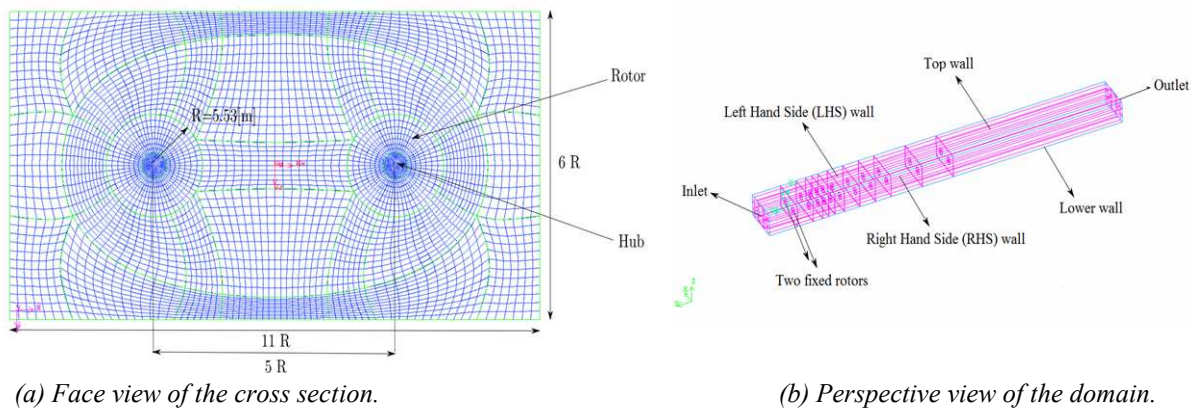 Rotor
R=5.53[m]
6 R
Hub
11 R
5 R
(a) Face view of the cross section.
Top wall
Outlet
Left Hand Side (LHS) wall
Inlet
Lower wall
Right Hand Side (RHS) wall
Two fixed rotors
(b) Perspective view of the domain.